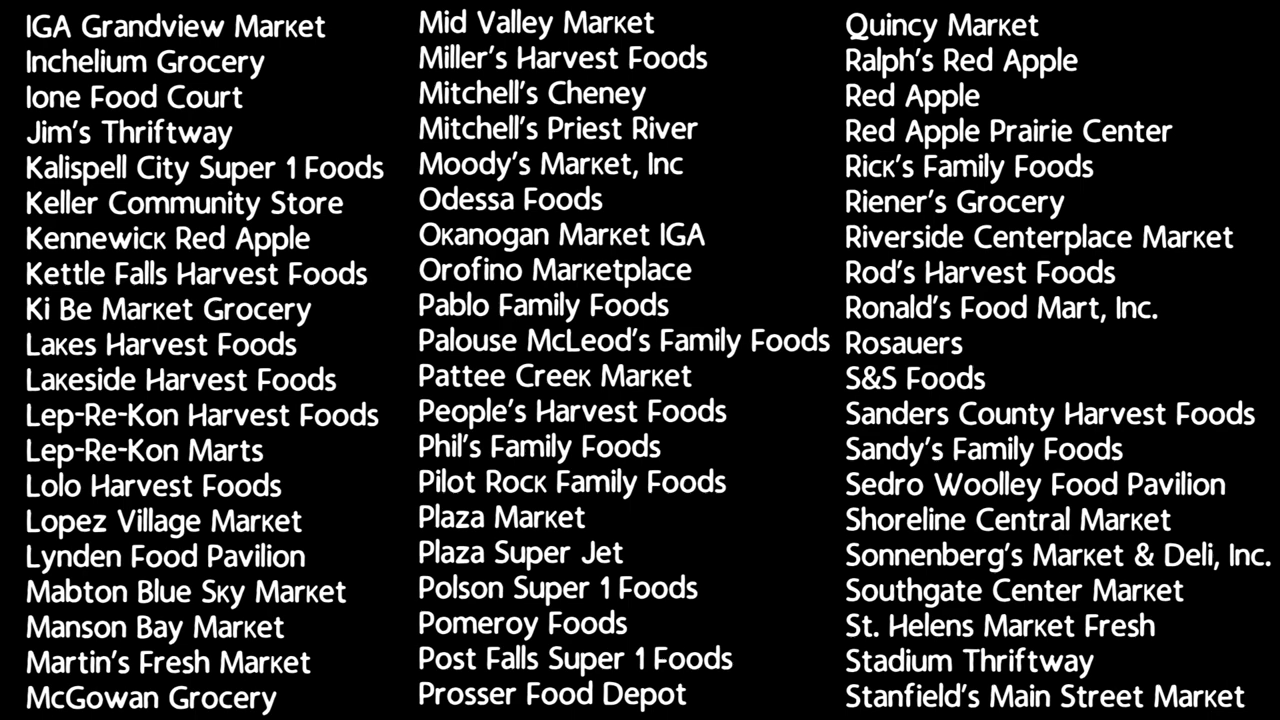 IGA Grandview Market
Inchelium Grocery
Ione Food Court
Jim's Thriftway
Kalispell City Super 1 Foods
Keller Community Store
Kennewick Red Apple
Kettle Falls Harvest Foods
Ki Be Market Grocery
Lakes Harvest Foods
Lakeside Harvest Foods
Lep-Re-Kon Harvest Foods
Lep-Re-Kon Marts
Lolo Harvest Foods
Lopez Village Market
Lynden Food Pavilion
Mabton Blue Sky Market
Manson Bay Market
Martin's Fresh Market
McGowan Grocery
Mid Valley Market
Miller's Harvest Foods
Mitchell's Cheney
Mitchell's Priest River
Moody's Market, Inc
Odessa Foods
Okanogan Market IGA
Orofino Marketplace
Pablo Family Foods
Palouse McLeod's Family Foods
Pattee Creek Market
People's Harvest Foods
Phil's Family Foods
Pilot Rock Family Foods
Plaza Market
Plaza Super Jet
Polson Super 1 Foods
Pomeroy Foods
Post Falls Super 1 Foods
Prosser Food Depot
Quincy Market
Ralph's Red Apple
Red Apple
Red Apple Prairie Center
Rick's Family Foods
Riener's Grocery
Riverside Centerplace Market
Rod's Harvest Foods
Ronald's Food Mart, Inc.
Rosauers
S&S Foods
Sanders County Harvest Foods
Sandy's Family Foods
Sedro Woolley Food Pavilion
Shoreline Central Market
Sonnenberg's Market & Deli, Inc.
Southgate Center Market
St. Helens Market Fresh
Stadium Thriftway
Stanfield's Main Street Market